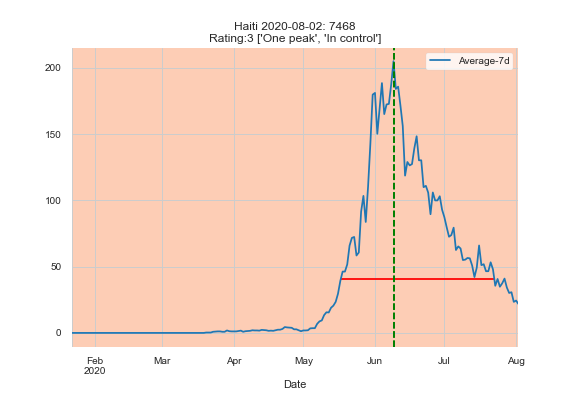 Haiti 2020-08-02: 7468
Rating:3 ['One peak', 'In control']
Average-7d
200
150
100
50
0
Feb
2020
Mar
Apr
May
Jun
Jul
Aug
Date